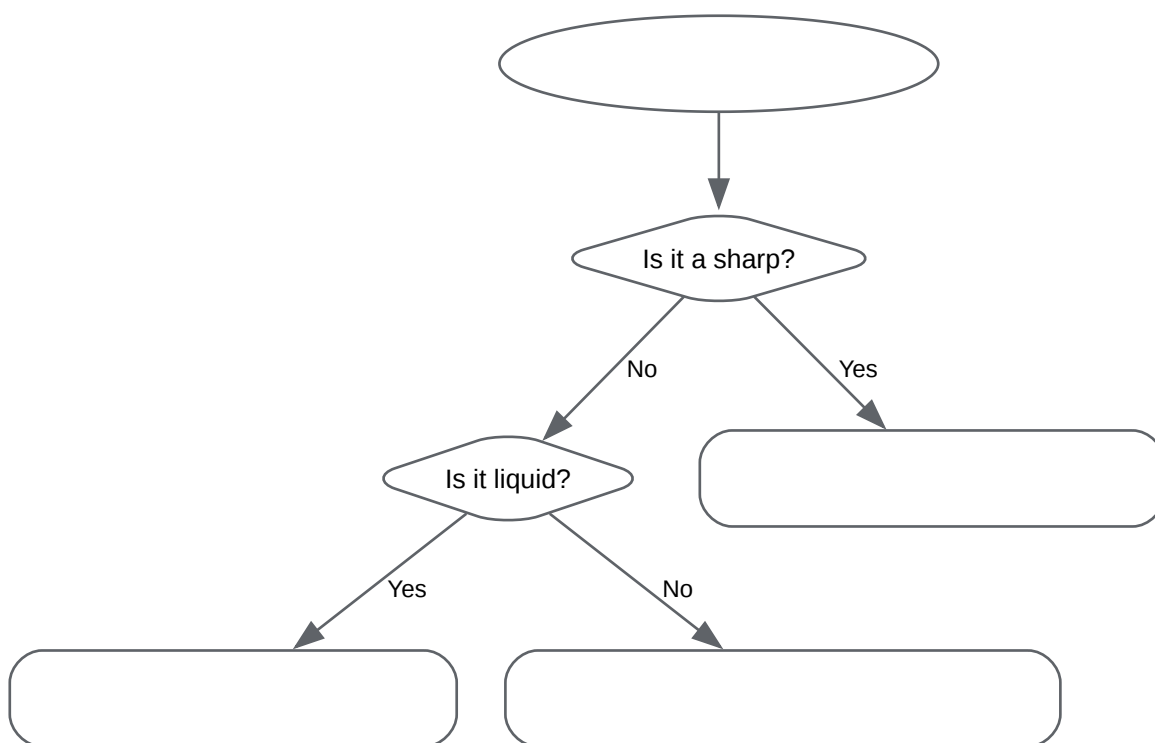 Is it a sharp?
No
Yes
Is it liquid?
Yes
No